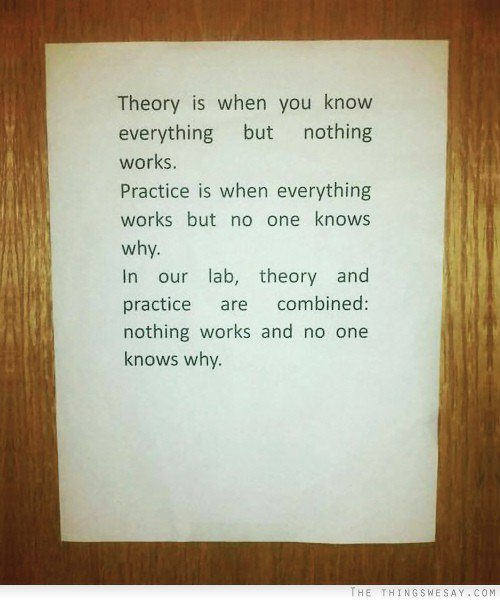 Theory is when you know
everything but nothing
works.
Practice is when everything
works but no one knows
why.
In our lab, theory and
practice are combined:
nothing works and no one
knows why.
THE THINGSWESAY.COM